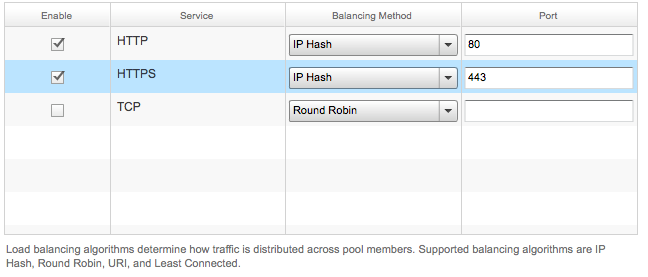 Enable Service Balancing Method Port
HTTP IP Hash 80
HTTPS IP Hash 443
TCP Round Robin
Load balancing algorithms determine how traffic is distributed across pool members. Supported balancing algorithms are IP
Hash, Round Robin, URI, and Least Connected.